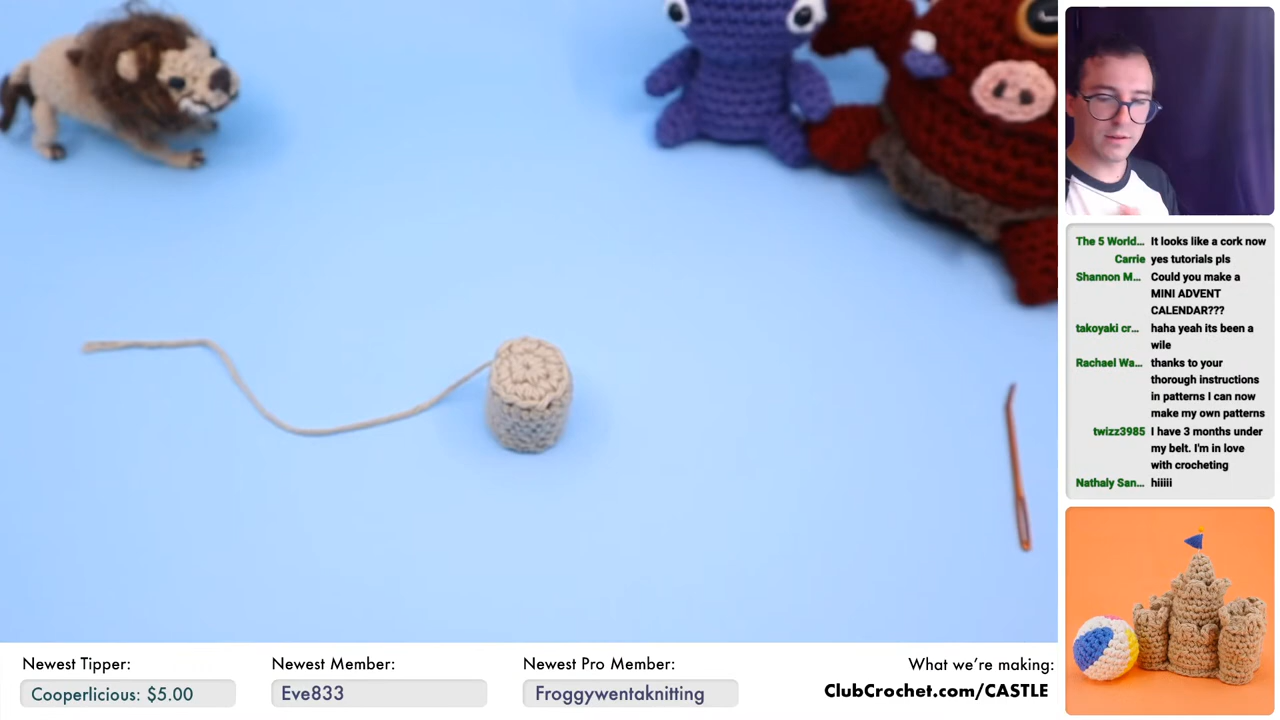 The 5 World... It looks like a cork now
Carrie yes tutorials pls
Shannon M... Could you make a
MINI ADVENT
CALENDAR???
takoyaki cr... haha yeah its been a
wile
Rachael Wa... thanks to your
thorough instructions
in patterns I can now
make my own patterns
twizz3985 I have 3 months under
my belt. I'm in love
with crocheting
Nathaly San... hiiiii
Newest Tipper:
Cooperlicious: $5.00
Newest Member:
Eve833
Newest Pro Member:
Froggywentaknitting
What we're making:
ClubCrochet.com/CASTLE